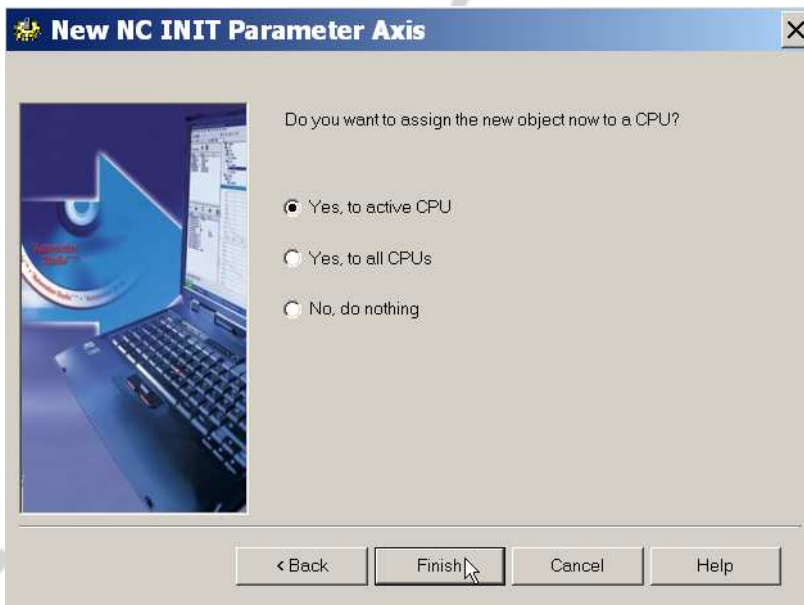 New NC INIT Parameter Axis
Do you want to assign the new object now to a CPU?
Yes, to active CPU
Yes, to all CPUs
No, do nothing
< Back
Finish
Cancel
Help